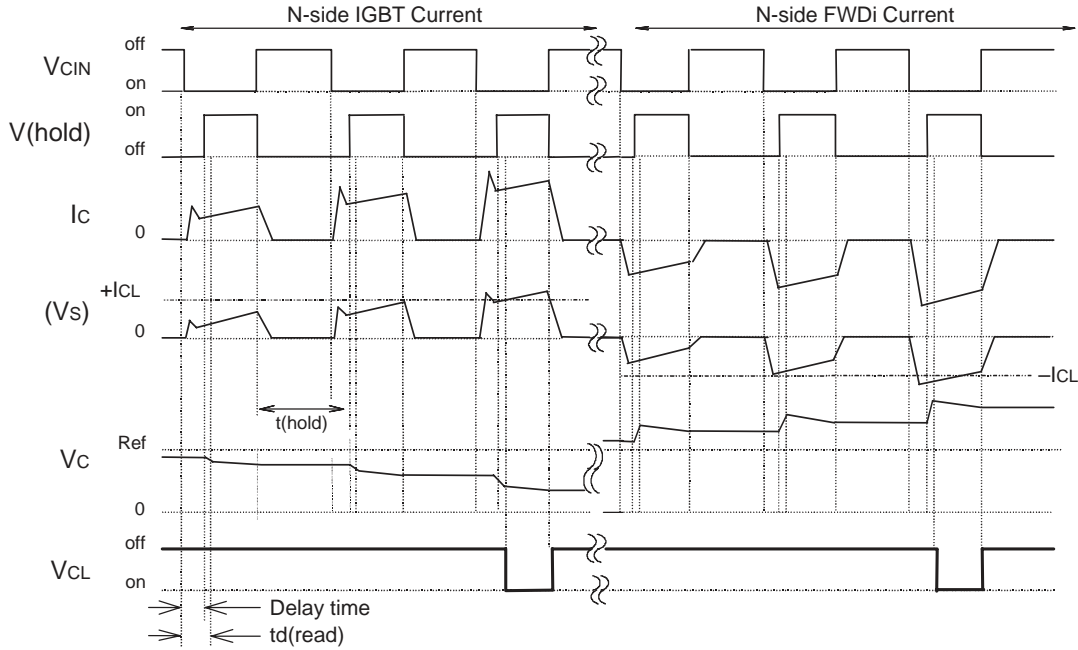 N-side IGBT Current
N-side FWDi Current
VCIN
off
on
V(hold)
on
off
IC
0
(VS)
+ICL
0
–ICL
t(hold)
VC
Ref
0
VCL
off
on
Delay time
td(read)